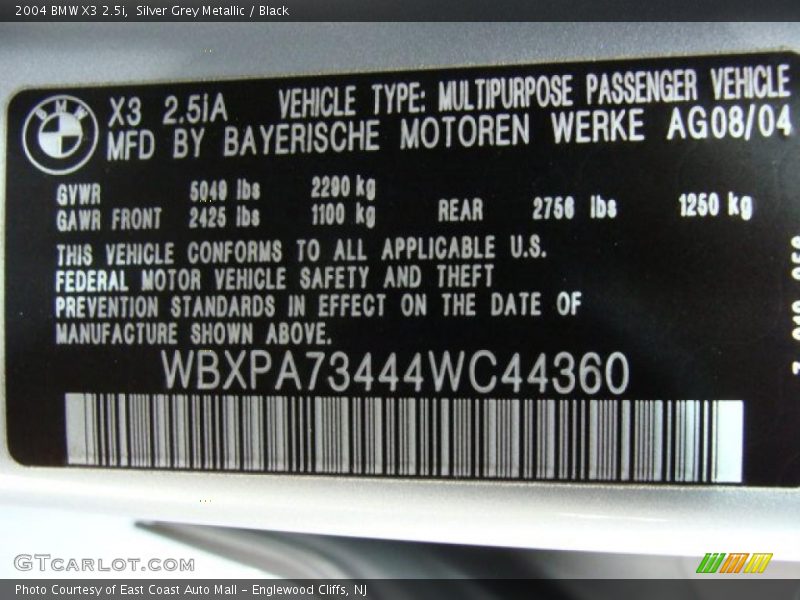 2004 BMW X3 2.5i, Silver Grey Metallic / Black
BMW
X3 2.5iA VEHICLE TYPE: MULTIPURPOSE PASSENGER VEHICLE
MFD BY BAYERISCHE MOTOREN WERKE AG08/04
GVWR 5049 lbs 2290 kg
GAWR FRONT 2425 lbs 1100 kg REAR 2756 lbs 1250 kg
THIS VEHICLE CONFORMS TO ALL APPLICABLE U.S.
FEDERAL MOTOR VEHICLE SAFETY AND THEFT
PREVENTION STANDARDS IN EFFECT ON THE DATE OF
MANUFACTURE SHOWN ABOVE.
WBXPA73444WC44360
GTCARLOT.COM
Photo Courtesy of East Coast Auto Mall - Englewood Cliffs, NJ